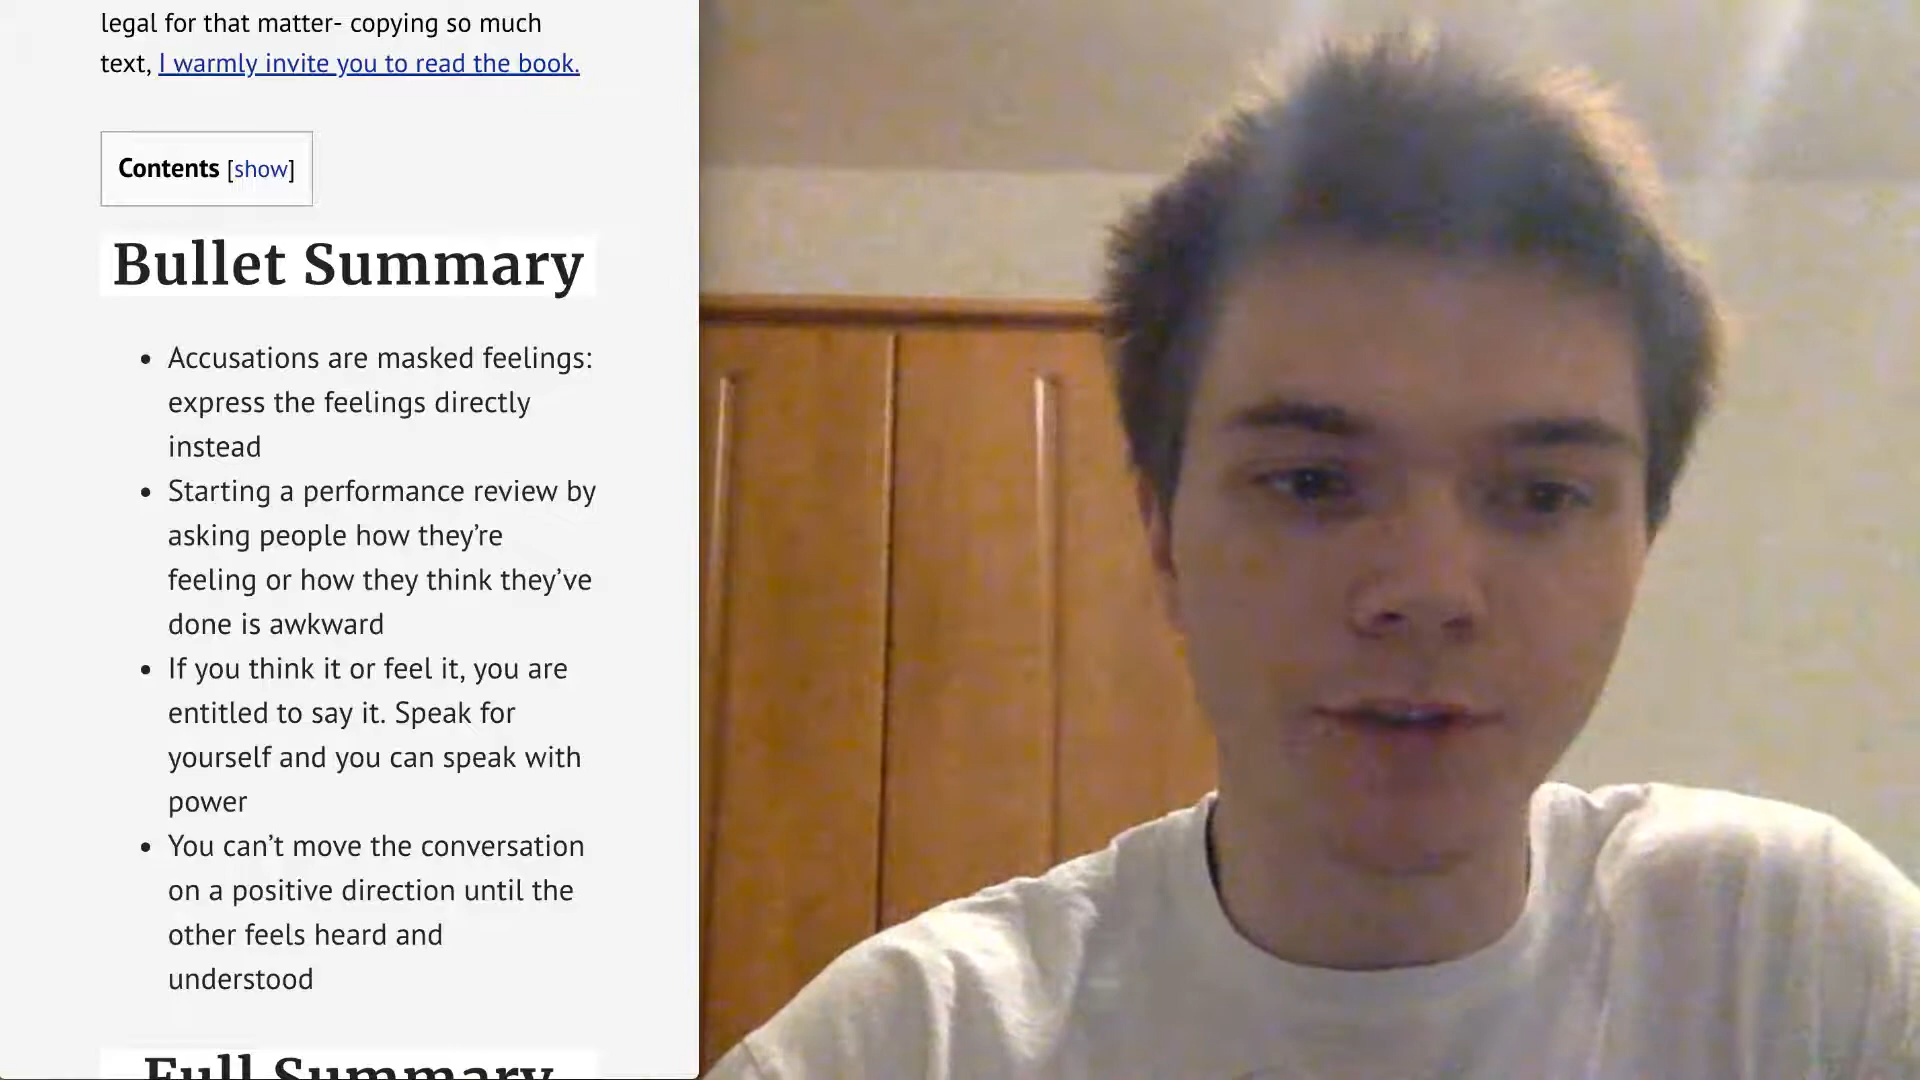 legal for that matter- copying so much
text, I warmly invite you to read the book.
Contents [show]
Bullet Summary
• Accusations are masked feelings:
express the feelings directly
instead
• Starting a performance review by
asking people how they’re
feeling or how they think they’ve
done is awkward
• If you think it or feel it, you are
entitled to say it. Speak for
yourself and you can speak with
power
• You can’t move the conversation
on a positive direction until the
other feels heard and
understood
Full Summary